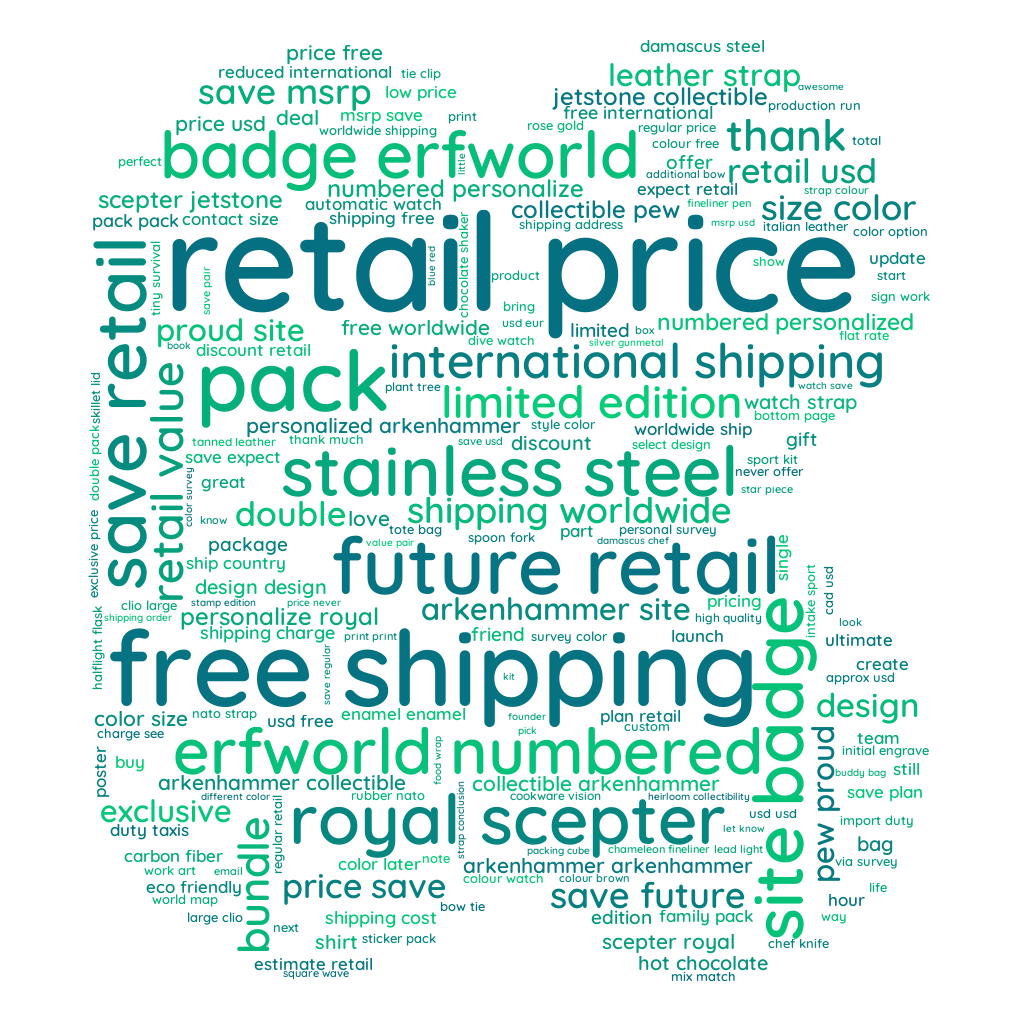 price free
damascus steel
reduced international
tie clip
leather strap
save msrp
low price
jetstone collectible
awesome
production run
price usd
deal
msrp save
print
free international
worldwide shipping
rose gold
regular price
colour free
thank
total
badge erfworld
little
offer
additional bow
retail usd
perfect
scepter jetstone
numbered personalize
expect retail
fineliner pen
strap colour
pack pack
contact size
automatic watch
shipping free
collectible pew
shipping address
size color
msrp usd
italian leather
color option
retail price
save retail
tiny survival
save pair
blue red
chocolate shaker
product
show
update
start
bring
sign work
proud site
free worldwide
usd eur
limited
box
numbered personalized
flat rate
book
discount retail
dive watch
silver gunmetal
international shipping
skillet lid
retail value
pack
plant tree
watch save
limited edition
watch strap
bottom page
personalized arkenhammer
style color
worldwide ship
double pack
tanned leather
thank much
save usd
discount
select design
gift
save expect
sport kit
never offer
color survey
great
stainless steel
star piece
exclusive price
know
double
love
tote bag
shipping worldwide
part
personal survey
spoon fork
damascus chef
package
value pair
ship country
future retail
single
design design
stamp edition
price never
clio large
shipping order
personalize royal
arkenhammer site
pricing
high quality
intake sport
cad usd
look
halfflight flask
shipping charge
print print
friend
survey color
launch
ultimate
free shipping
save regular
kit
site badge
create
approx usd
color size
nato strap
usd free
enamel enamel
founder
plan retail
custom
design
charge see
pick
team
erfworld numbered
food wrap
initial engrave
still
poster
buy
arkenhammer collectible
collectible arkenhammer
pew proud
buddy bag
save plan
exclusive
different color
rubber nato
cookware vision
heirloom collectibility
usd usd
import duty
regular retail
royal scepter
strap conclusion
duty taxis
bundle
let know
carbon fiber
color later
note
packing cube
chameleon fineliner
lead light
bag
work art
email
arkenhammer arkenhammer
via survey
eco friendly
price save
colour watch
colour brown
save future
life
world map
bow tie
hour
large clio
next
shipping cost
edition
family pack
way
shirt
sticker pack
scepter royal
chef knife
estimate retail
hot chocolate
square wave
mix match